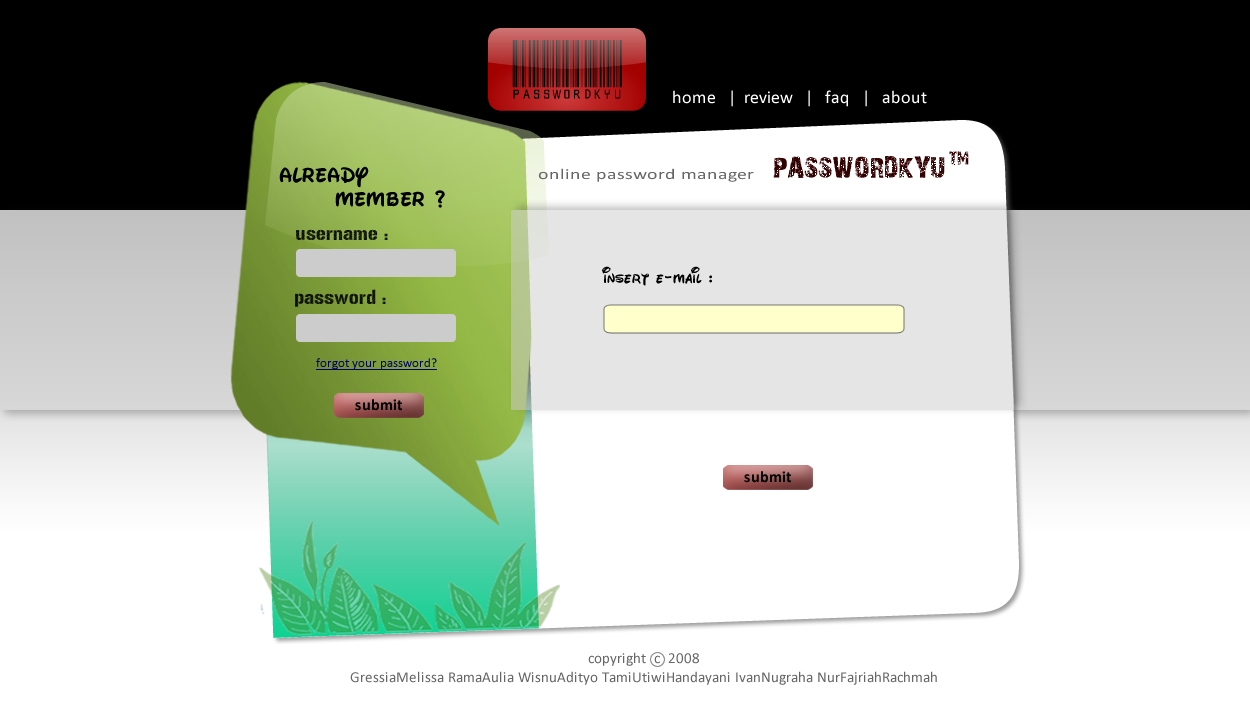 PASSWORDKYU
home | review | faq | about
online password manager PASSWORDKYU™
ALREADY
MEMBER ?
username :
password :
forgot your password?
submit
INSERT E-MAIL :
submit
copyright © 2008
GressiaMelissa RamaAulia WisnuAdityo TamiUtiwiHandayani IvanNugraha NurFajriahRachmah